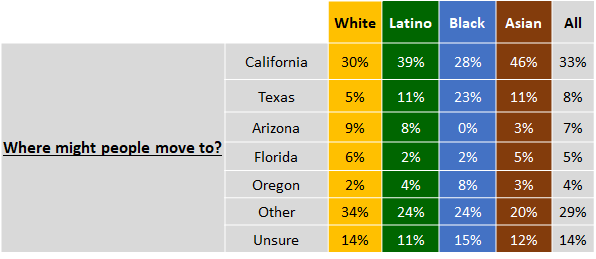 White Latino Black Asian All
California 30% 39% 28% 46% 33%
Texas 5% 11% 23% 11% 8%
Arizona 9% 8% 0% 3% 7%
Where might people move to?
Florida 6% 2% 2% 5% 5%
Oregon 2% 4% 8% 3% 4%
Other 34% 24% 24% 20% 29%
Unsure 14% 11% 15% 12% 14%